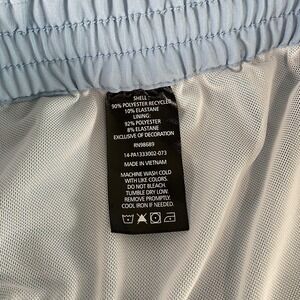 SHELL
90% POLYESTER RECYCLED
10% ELASTANE
LINING:
92% POLYESTER
8% ELASTANE
EXCLUSIVE OF DECORATION
RN98689
14-PA1333002-073
MADE IN VIETNAM
MACHINE WASH COLD
WITH LIKE COLORS.
DO NOT BLEACH.
TUMBLE DRY LOW.
REMOVE PROMPTLY.
COOL IRON IF NEEDED.